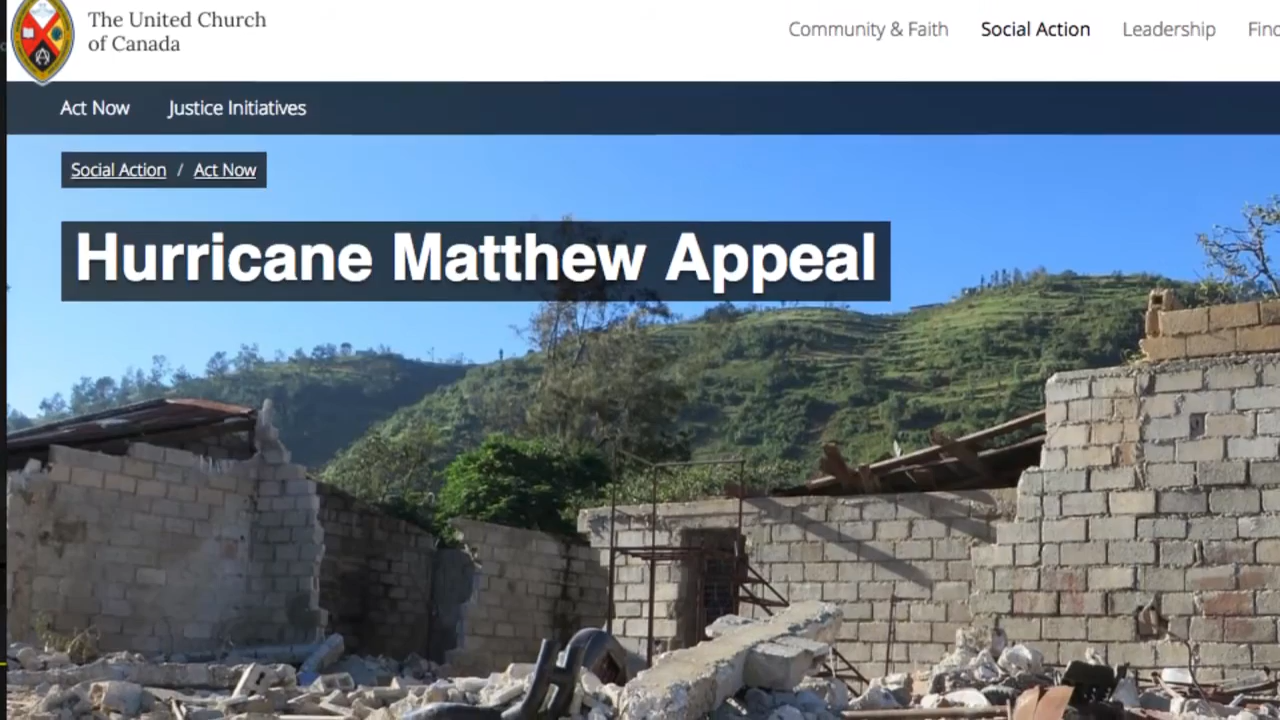 The United Church
of Canada
Community & Faith Social Action Leadership
Act Now Justice Initiatives
Social Action / Act Now
Hurricane Matthew Appeal